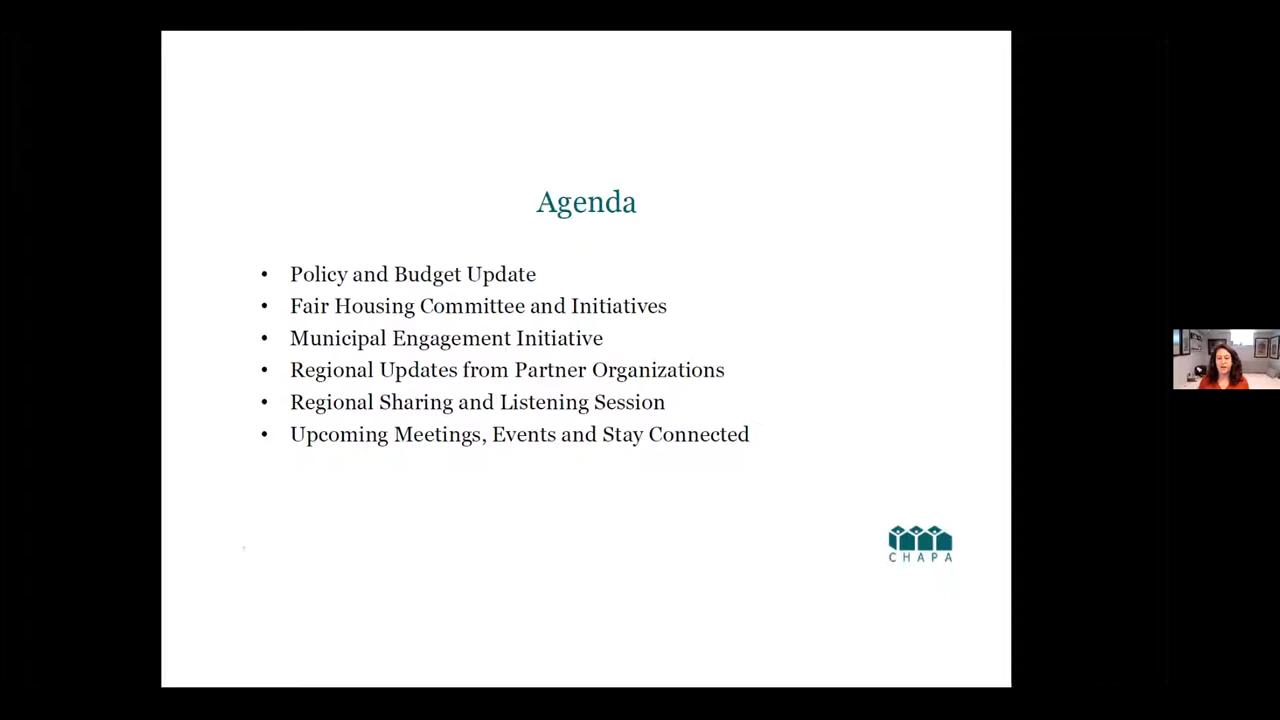 Agenda
• Policy and Budget Update
• Fair Housing Committee and Initiatives
• Municipal Engagement Initiative
• Regional Updates from Partner Organizations
• Regional Sharing and Listening Session
• Upcoming Meetings, Events and Stay Connected
CHAPA